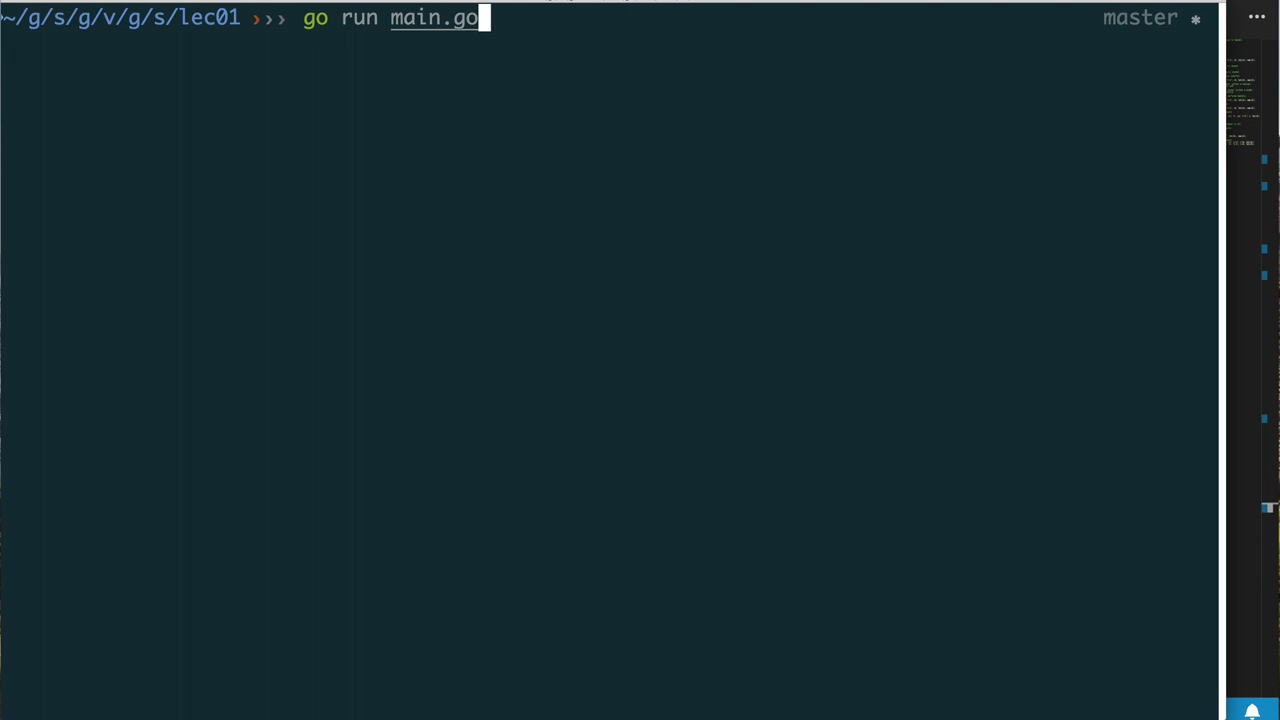 ~/g/s/g/v/g/s/lec01 ››› go run main.go master *